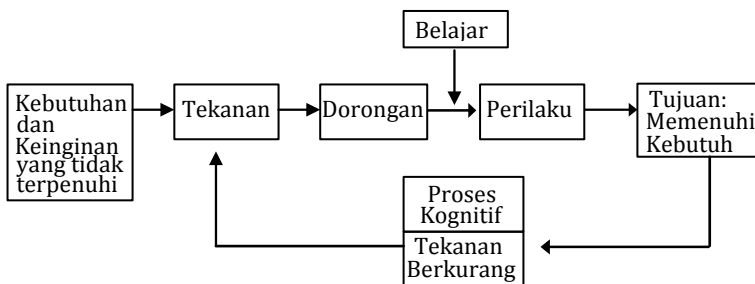 Belajar
Kebutuhan
dan
Keinginan
yang tidak
terpenuhi
Tekanan
Dorongan
Perilaku
Tujuan:
Memenuhi
Kebutuh
Proses
Kognitif
Tekanan
Berkurang